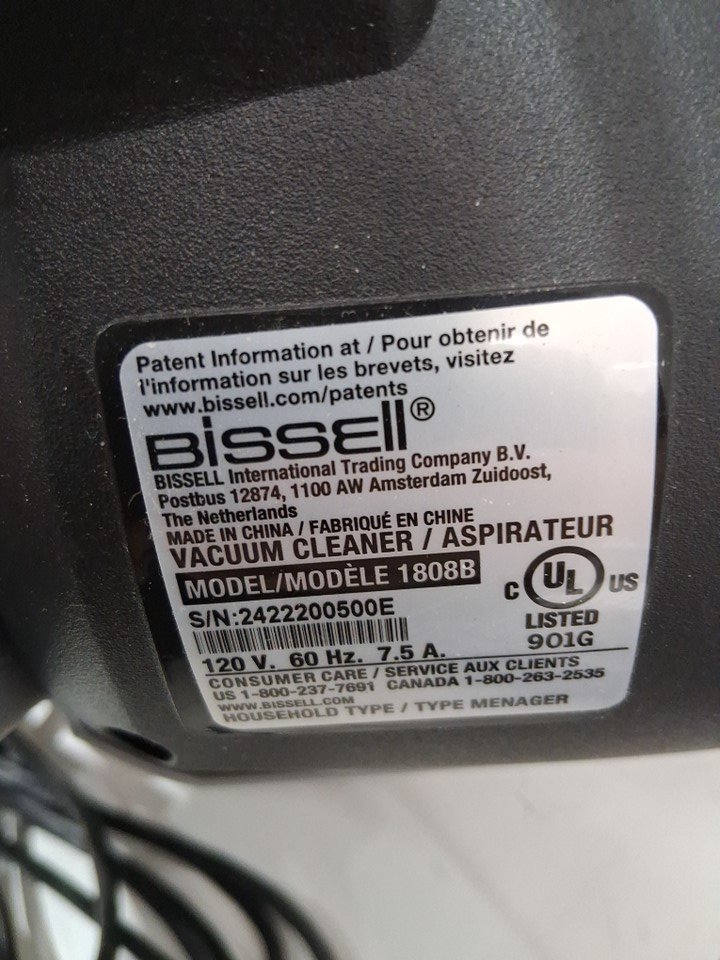 Patent Information at / Pour obtenir de
l'information sur les brevets, visitez
www.bissell.com/patents
BISSELL®
BISSELL International Trading Company B.V.
Postbus 12874, 1100 AW Amsterdam Zuidoost,
The Netherlands
MADE IN CHINA / FABRIQUÉ EN CHINE
VACUUM CLEANER / ASPIRATEUR
MODEL/MODÈLE 1808B
S/N:2422200500E
C UL US
LISTED
901G
120 V. 60 Hz. 7.5 A.
CONSUMER CARE / SERVICE AUX CLIENTS
US 1-800-237-7691 CANADA 1-800-263-2535
WWW.BISSELL.COM
HOUSEHOLD TYPE / TYPE MENAGER